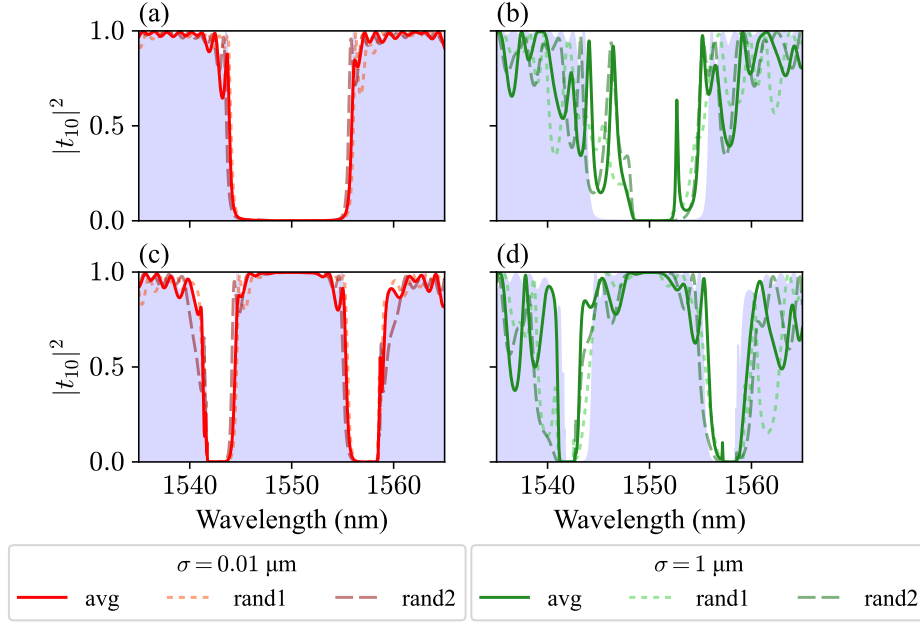 (a)
(b)
1.0
0.5
0.0
|t₁₀|²
(c)
(d)
1.0
0.5
0.0
|t₁₀|²
1540 1550 1560
1540 1550 1560
Wavelength (nm)
Wavelength (nm)
σ = 0.01 μm
avg rand1 rand2
σ = 1 μm
avg rand1 rand2